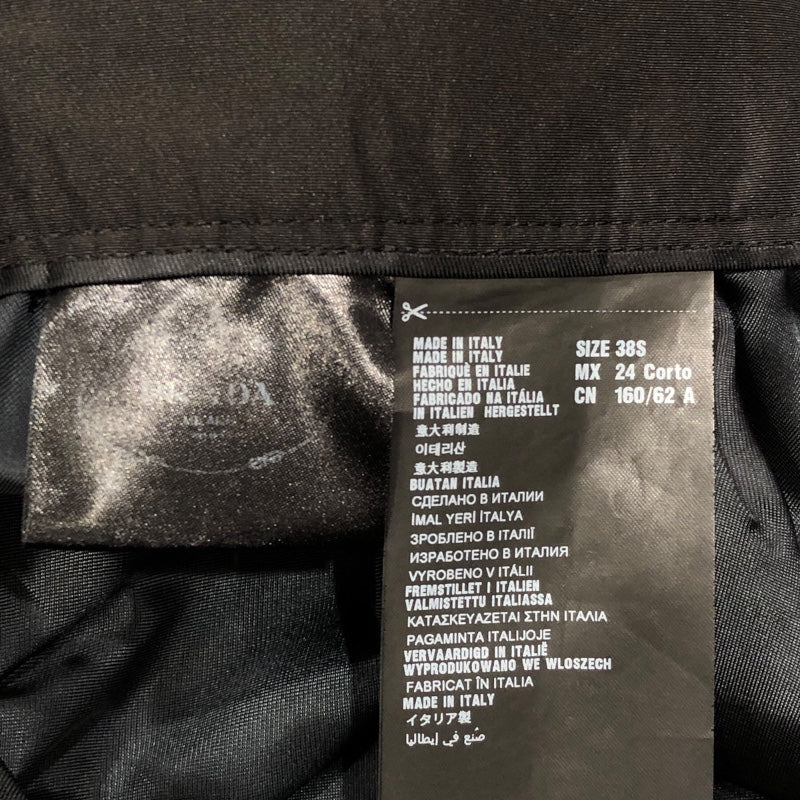 MADE IN ITALY
MADE IN ITALY
FABRIQUÉ EN ITALIE
HECHO EN ITALIA
FABRICADO NA ITÁLIA
IN ITALIEN HERGESTELLT
意大利制造
이태리산
意大利製造
BUATAN ITALIA
СДЕЛАНО В ИТАЛИИ
İMAL YERİ İTALYA
ЗРОБЛЕНО В ІТАЛІЇ
ИЗРАБОТЕНО В ИТАЛИЯ
VYROBENO V ITÁLII
FREMSTILLET I ITALIEN
VALMISTETTU ITALIASSA
ΚΑΤΑΣΚΕΥΑΖΕΤΑΙ ΣΤΗΝ ΙΤΑΛΙΑ
PAGAMINTA ITALIJOJE
VERVAARDIGD IN ITALIË
WYPRODUKOWANO WE WLOSZECH
FABRICAT ÎN ITALIA
MADE IN ITALY
イタリア製
صُنع في إيطاليا
SIZE 38S
MX 24 Corto
CN 160/62 A